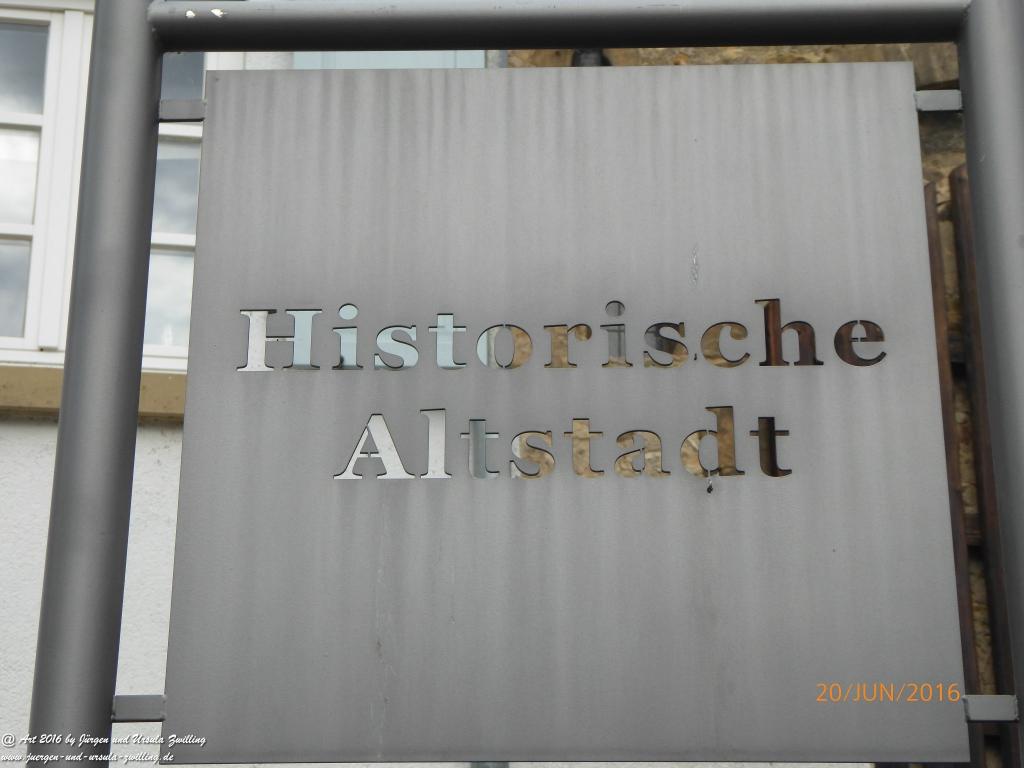 Historische
Altstadt
20/JUN/2016
@ Art 2016 by Jürgen und Ursula Zwilling
www.juergen-und-ursula-zwilling.de